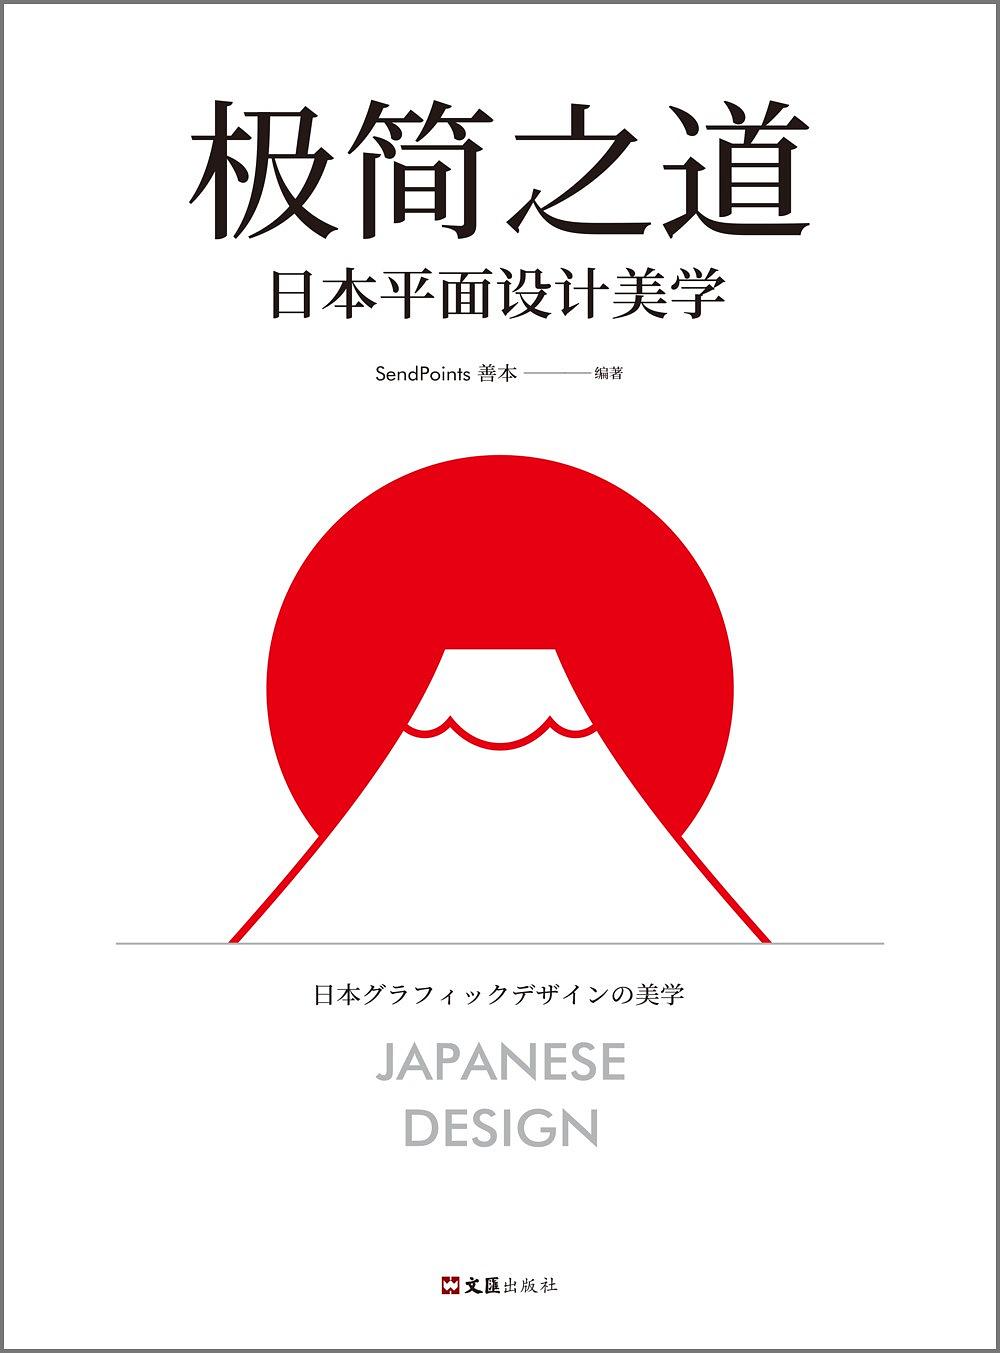 极简之道
日本平面设计美学
SendPoints 善本 ——— 编著
日本グラフィックデザインの美学
JAPANESE
DESIGN
文匯出版社